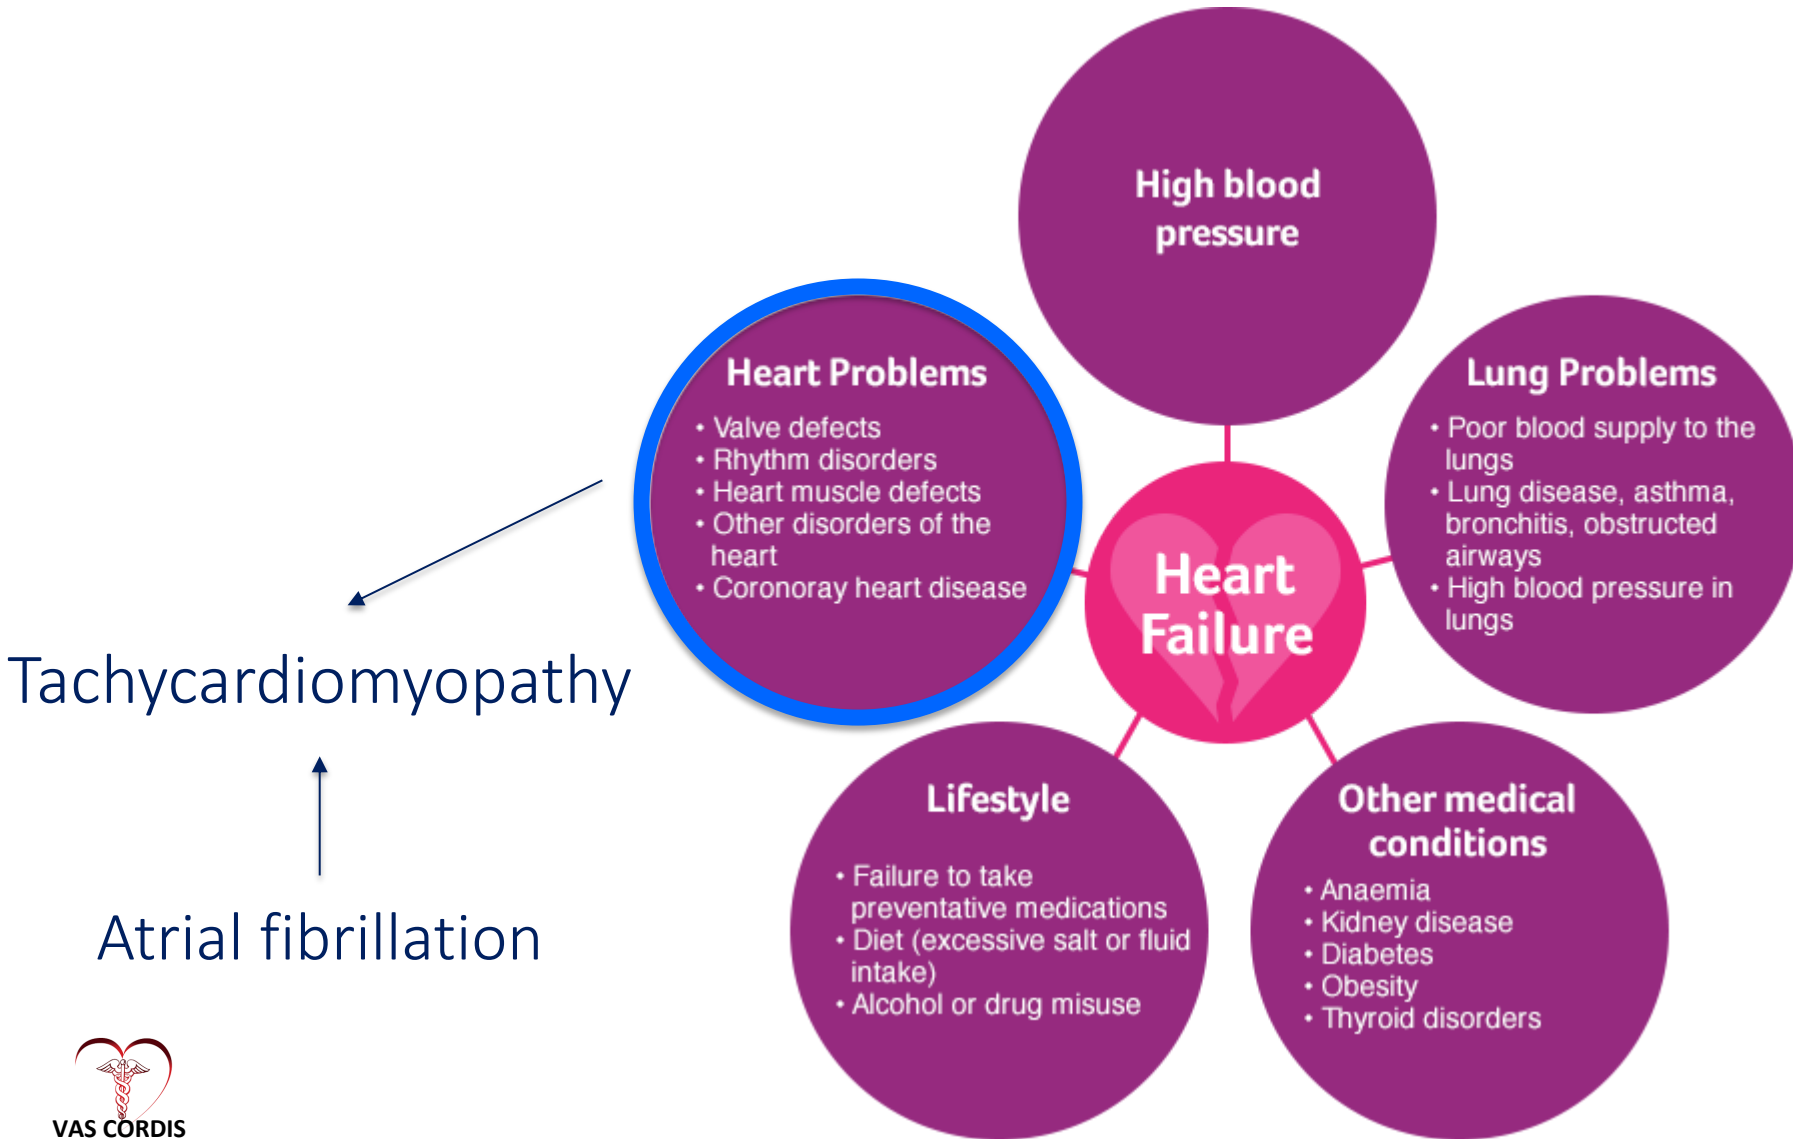 High blood
pressure
Heart Problems
• Valve defects
• Rhythm disorders
• Heart muscle defects
• Other disorders of the
heart
• Coronoray heart disease
Lung Problems
• Poor blood supply to the
lungs
• Lung disease, asthma,
bronchitis, obstructed
airways
• High blood pressure in
lungs
Heart
Failure
Tachycardiomyopathy
Atrial fibrillation
Lifestyle
• Failure to take
preventative medications
• Diet (excessive salt or fluid
intake)
• Alcohol or drug misuse
Other medical
conditions
• Anaemia
• Kidney disease
• Diabetes
• Obesity
• Thyroid disorders
VAS CORDIS